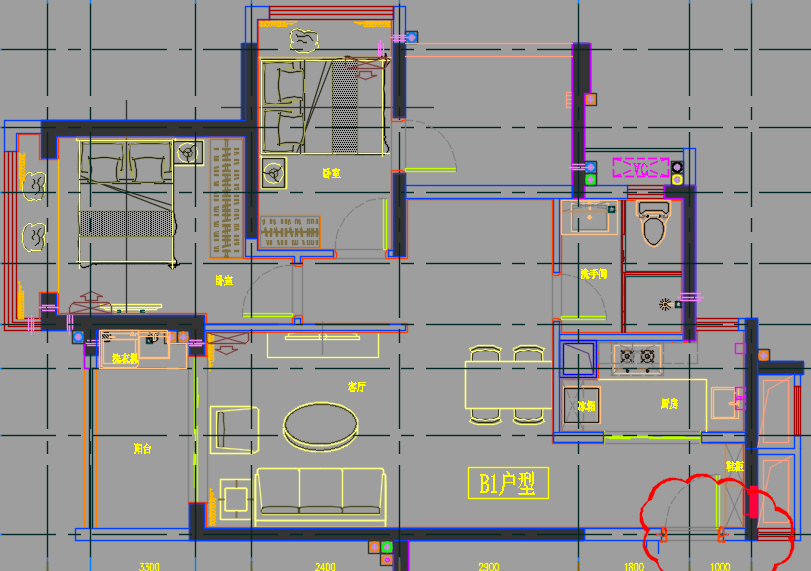 卧室
AC
洗手间
卧室
洗衣机
客厅
冰箱
厨房
阳台
鞋柜
B1户型
3300
2400
2900
1800
1000